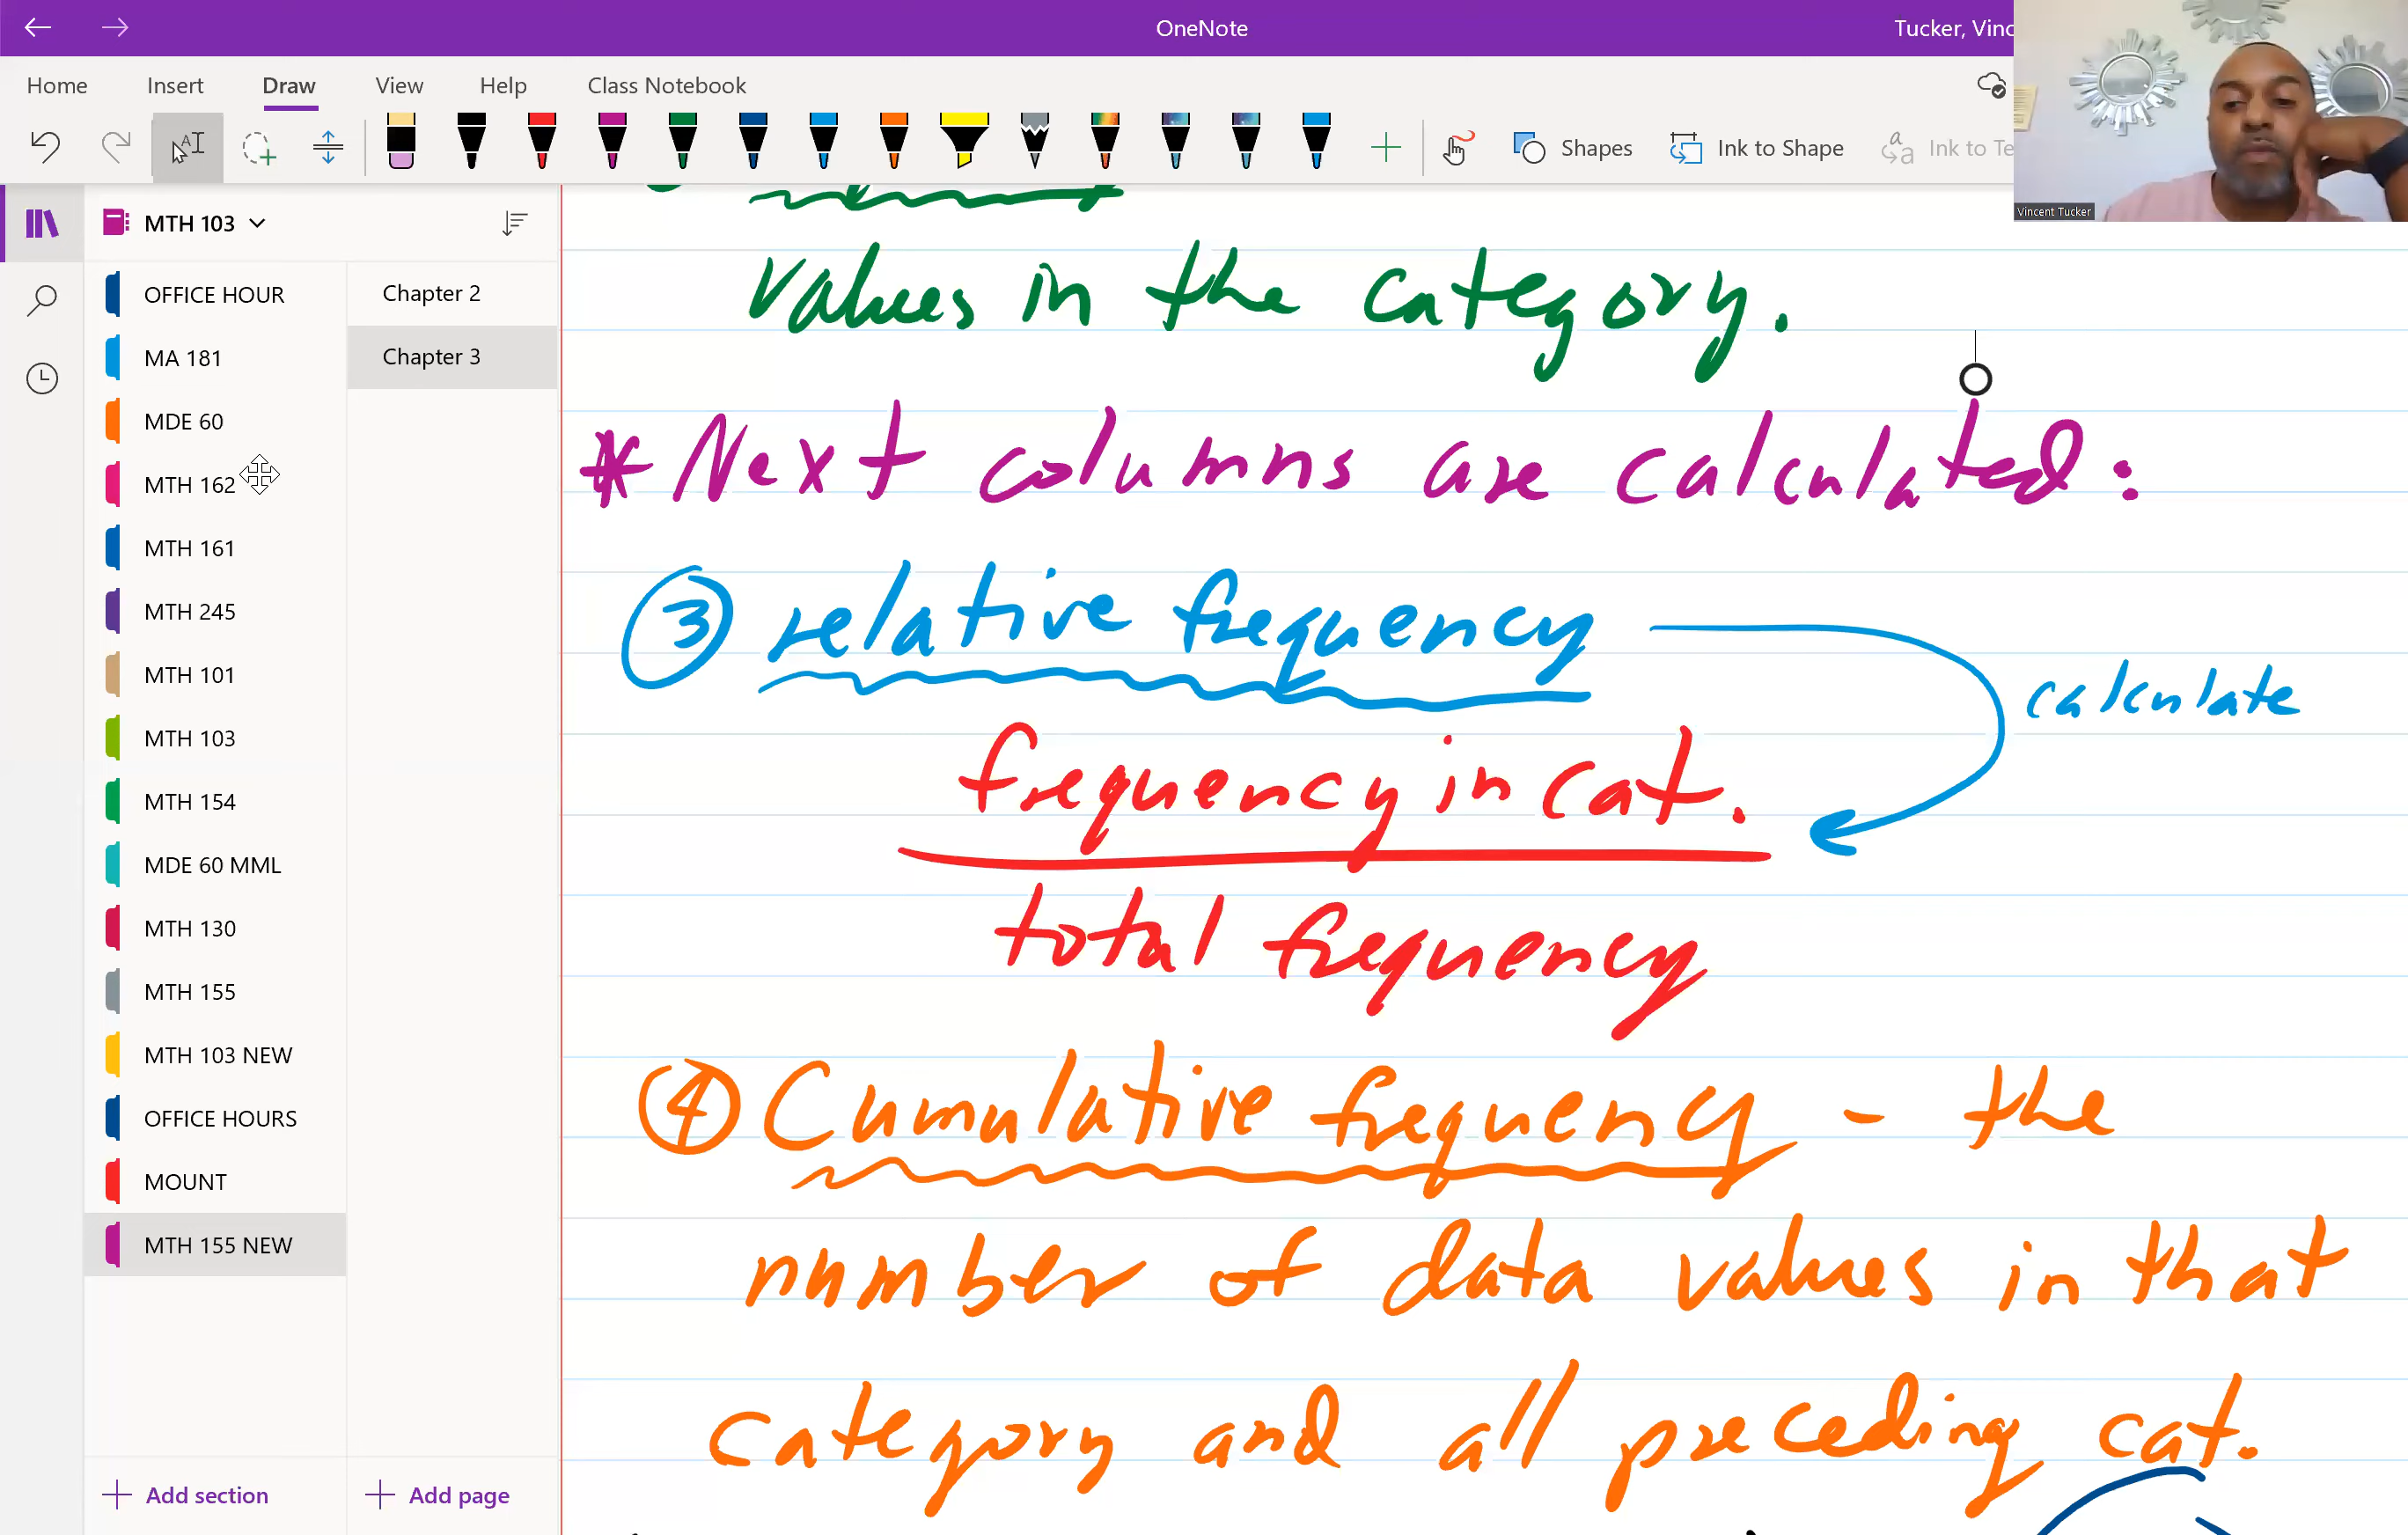 OneNote
Tucker, Vinc
Home Insert Draw View Help Class Notebook
Shapes Ink to Shape Ink to Te
Vincent Tucker
MTH 103
OFFICE HOUR
MA 181
MDE 60
MTH 162
MTH 161
MTH 245
MTH 101
MTH 103
MTH 154
MDE 60 MML
MTH 130
MTH 155
MTH 103 NEW
OFFICE HOURS
MOUNT
MTH 155 NEW
Add section
Chapter 2
Chapter 3
Add page
values in the category.
* Next columns are calculated:
③ relative frequency
calculate
frequency in cat.
total frequency
④ Cumulative frequency - the
number of data values in that
category and all preceding cat.